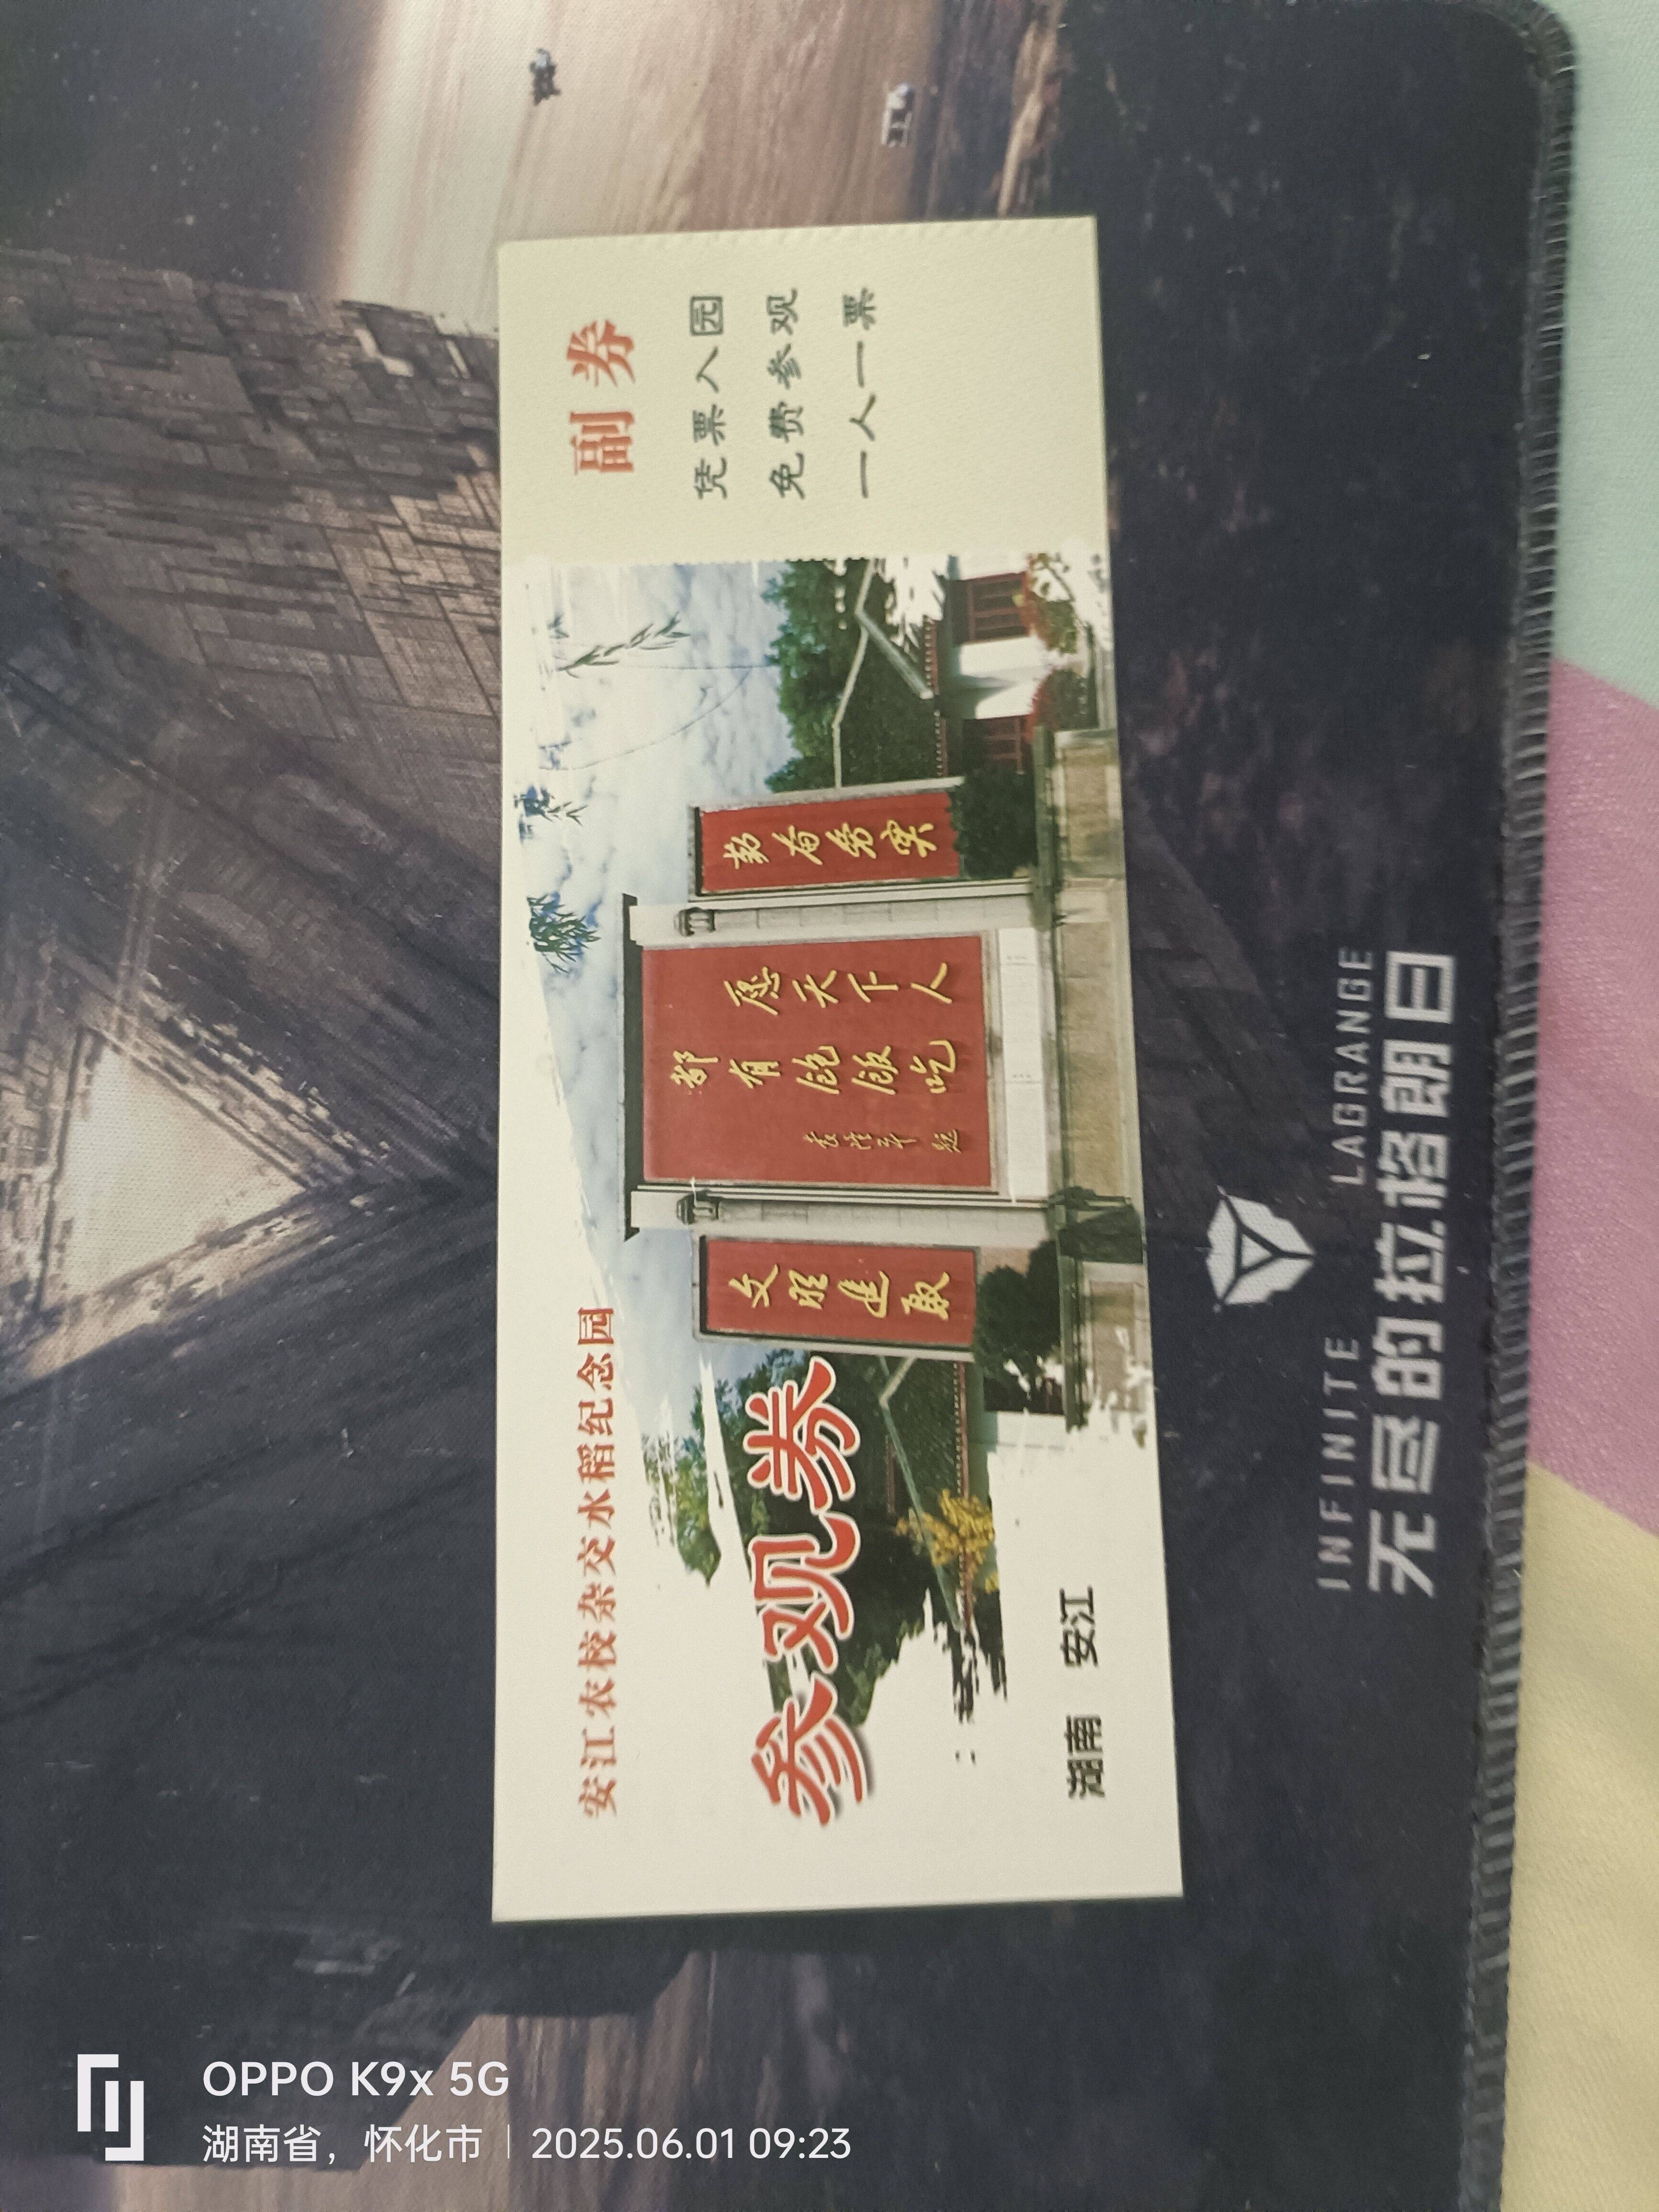 安江农校杂交水稻纪念园
参观券
湖南 安江
文明進取
愿天下人
都有饱飯吃
袁隆平 题
勤奋务实
副券
凭票入园
免费参观
一人一票
INFINITE LAGRANGE
无尽的拉格朗日
OPPO K9x 5G
湖南省，怀化市 | 2025.06.01 09:23